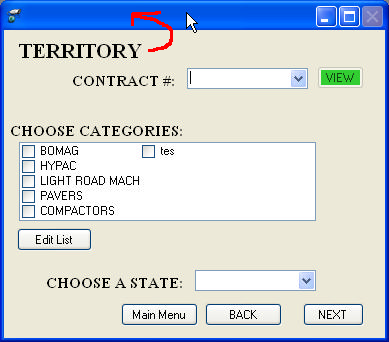 TERRITORY
CONTRACT #: VIEW
CHOOSE CATEGORIES:
BOMAG tes
HYPAC
LIGHT ROAD MACH
PAVERS
COMPACTORS
Edit List
CHOOSE A STATE:
Main Menu BACK NEXT